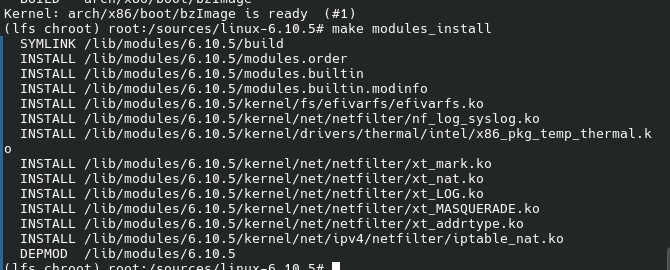 BUILD   arch/x86/boot/bzImage
Kernel: arch/x86/boot/bzImage is ready  (#1)
(lfs chroot) root:/sources/linux-6.10.5# make modules_install
  SYMLINK /lib/modules/6.10.5/build
  INSTALL /lib/modules/6.10.5/modules.order
  INSTALL /lib/modules/6.10.5/modules.builtin
  INSTALL /lib/modules/6.10.5/modules.builtin.modinfo
  INSTALL /lib/modules/6.10.5/kernel/fs/efivarfs/efivarfs.ko
  INSTALL /lib/modules/6.10.5/kernel/net/netfilter/nf_log_syslog.ko
  INSTALL /lib/modules/6.10.5/kernel/drivers/thermal/intel/x86_pkg_temp_thermal.k
o
  INSTALL /lib/modules/6.10.5/kernel/net/netfilter/xt_mark.ko
  INSTALL /lib/modules/6.10.5/kernel/net/netfilter/xt_nat.ko
  INSTALL /lib/modules/6.10.5/kernel/net/netfilter/xt_LOG.ko
  INSTALL /lib/modules/6.10.5/kernel/net/netfilter/xt_MASQUERADE.ko
  INSTALL /lib/modules/6.10.5/kernel/net/netfilter/xt_addrtype.ko
  INSTALL /lib/modules/6.10.5/kernel/net/ipv4/netfilter/iptable_nat.ko
  DEPMOD  /lib/modules/6.10.5
(lfs chroot) root:/sources/linux-6.10.5#